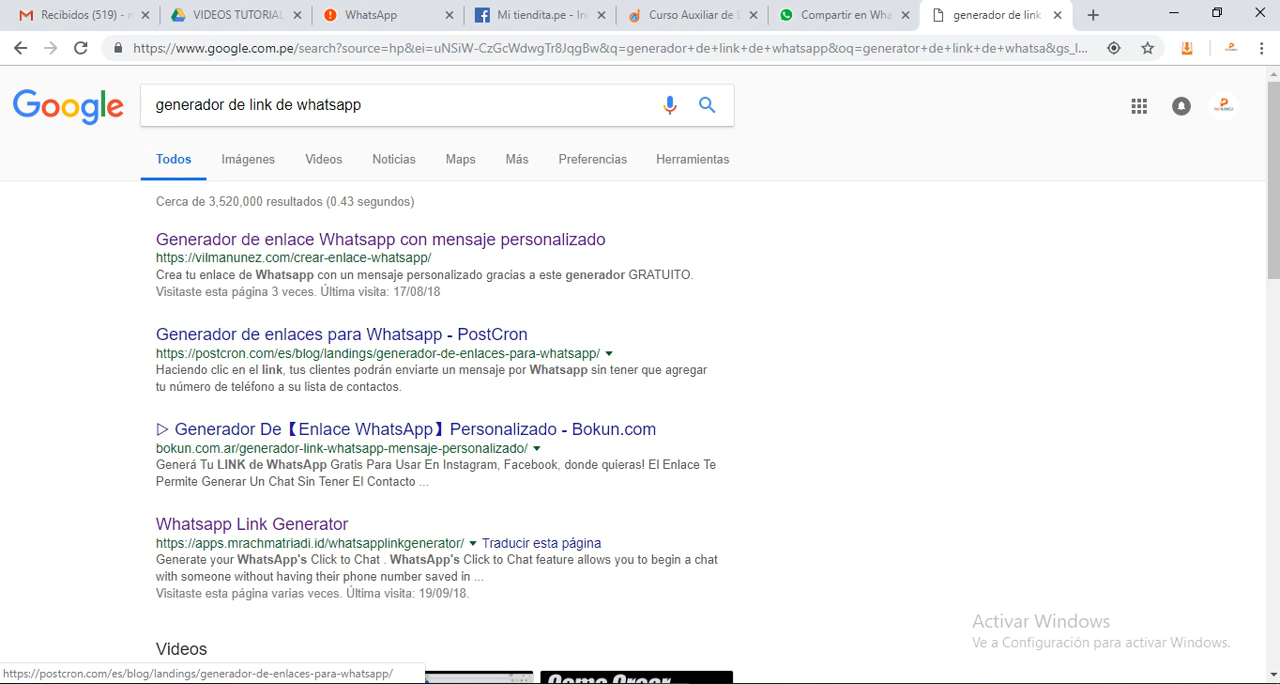 Recibidos (519) -
VIDEOS TUTORIAL
WhatsApp
Mi tiendita.pe - In
Curso Auxiliar de
Compartir en Wha
generador de link
https://www.google.com.pe/search?source=hp&ei=uNSiW-CzGcWdwgTr8JqgBw&q=generador+de+link+de+whatsapp&oq=generator+de+link+de+whatsa&gs_l...
Google
generador de link de whatsapp
Todos Imágenes Videos Noticias Maps Más Preferencias Herramientas
Cerca de 3,520,000 resultados (0.43 segundos)
Generador de enlace Whatsapp con mensaje personalizado
https://vilmanunez.com/crear-enlace-whatsapp/
Crea tu enlace de Whatsapp con un mensaje personalizado gracias a este generador GRATUITO.
Visitaste esta página 3 veces. Última visita: 17/08/18
Generador de enlaces para Whatsapp - PostCron
https://postcron.com/es/blog/landings/generador-de-enlaces-para-whatsapp/
Haciendo clic en el link, tus clientes podrán enviarte un mensaje por Whatsapp sin tener que agregar
tu número de teléfono a su lista de contactos.
▷ Generador De【Enlace WhatsApp】Personalizado - Bokun.com
bokun.com.ar/generador-link-whatsapp-mensaje-personalizado/
Generá Tu LINK de WhatsApp Gratis Para Usar En Instagram, Facebook, donde quieras! El Enlace Te
Permite Generar Un Chat Sin Tener El Contacto ...
Whatsapp Link Generator
https://apps.mrachmatriadi.id/whatsapplinkgenerator/ Traducir esta página
Generate your WhatsApp's Click to Chat . WhatsApp's Click to Chat feature allows you to begin a chat
with someone without having their phone number saved in ...
Visitaste esta página varias veces. Última visita: 19/09/18.
Activar Windows
Ve a Configuración para activar Windows.
Videos
https://postcron.com/es/blog/landings/generador-de-enlaces-para-whatsapp/
Como Crear